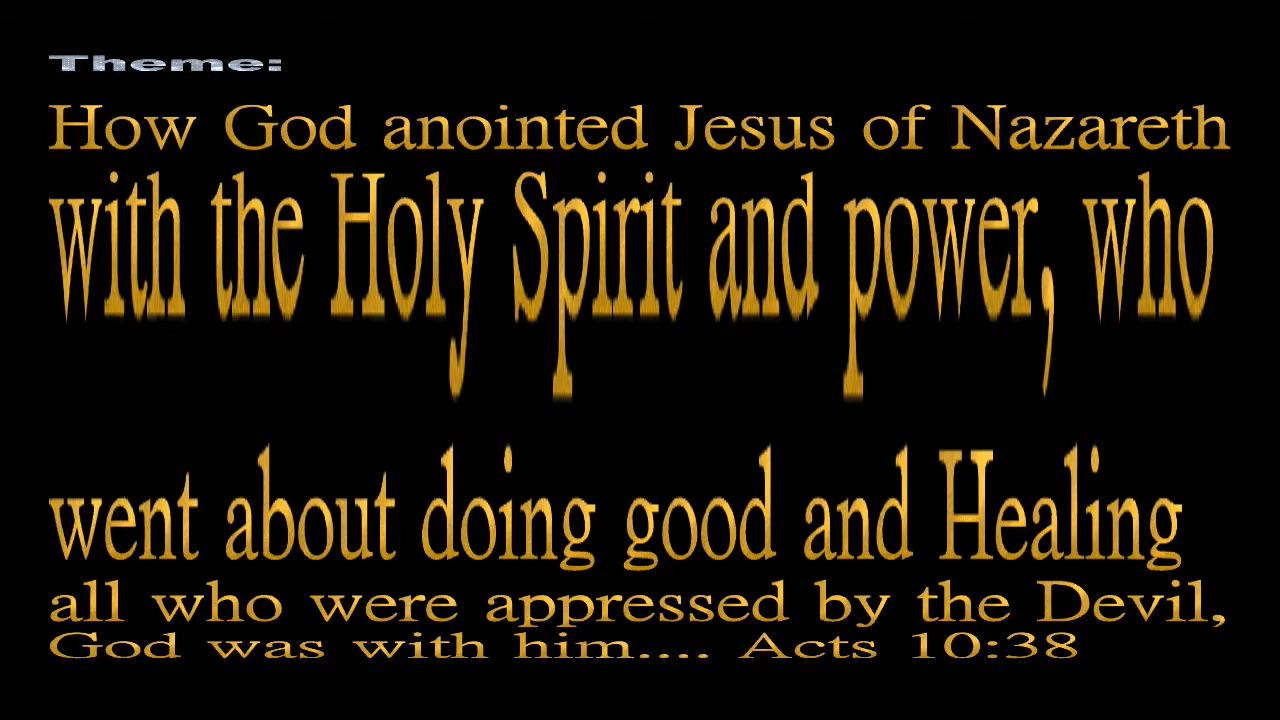 Theme:
How God anointed Jesus of Nazareth
with the Holy Spirit and power, who
went about doing good and Healing
all who were appressed by the Devil,
God was with him.... Acts 10:38